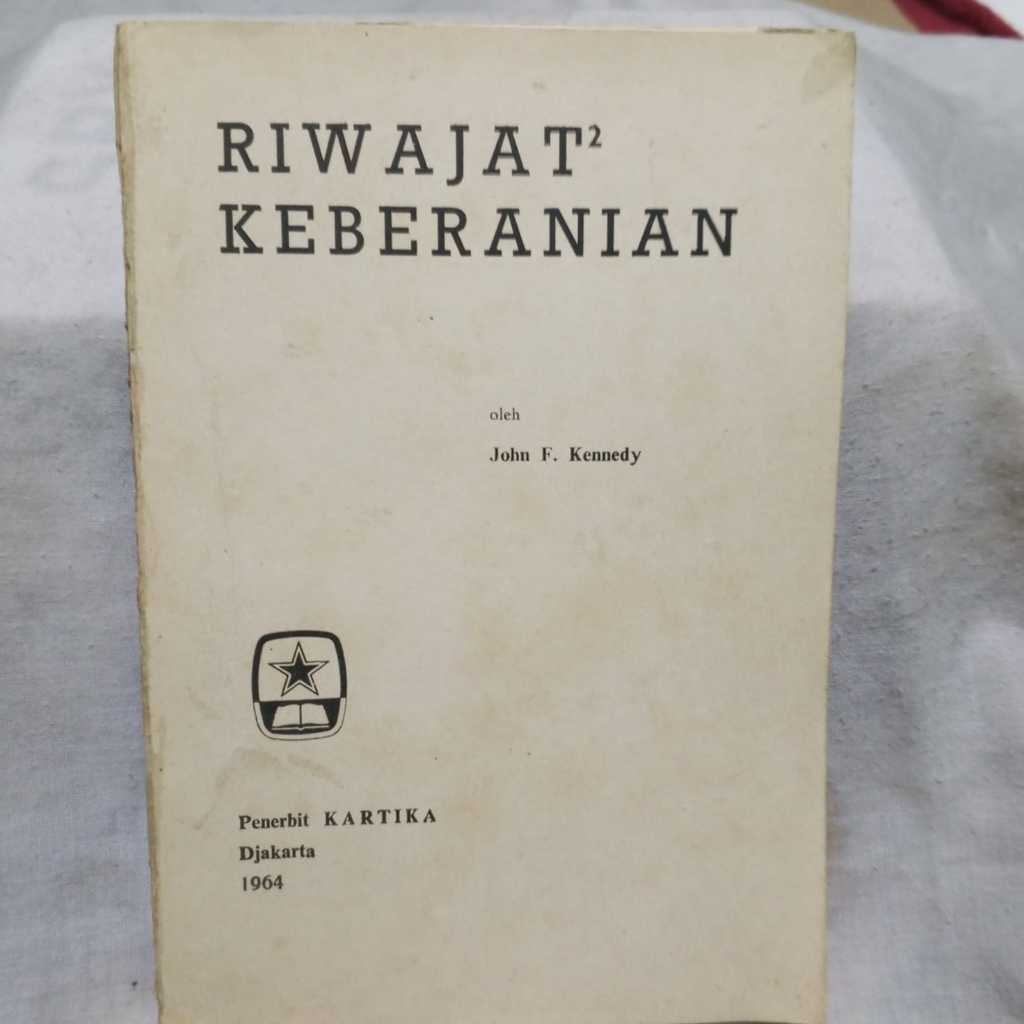 RIWAJAT²
KEBERANIAN
oleh
John F. Kennedy
Penerbit KARTIKA
Djakarta
1964